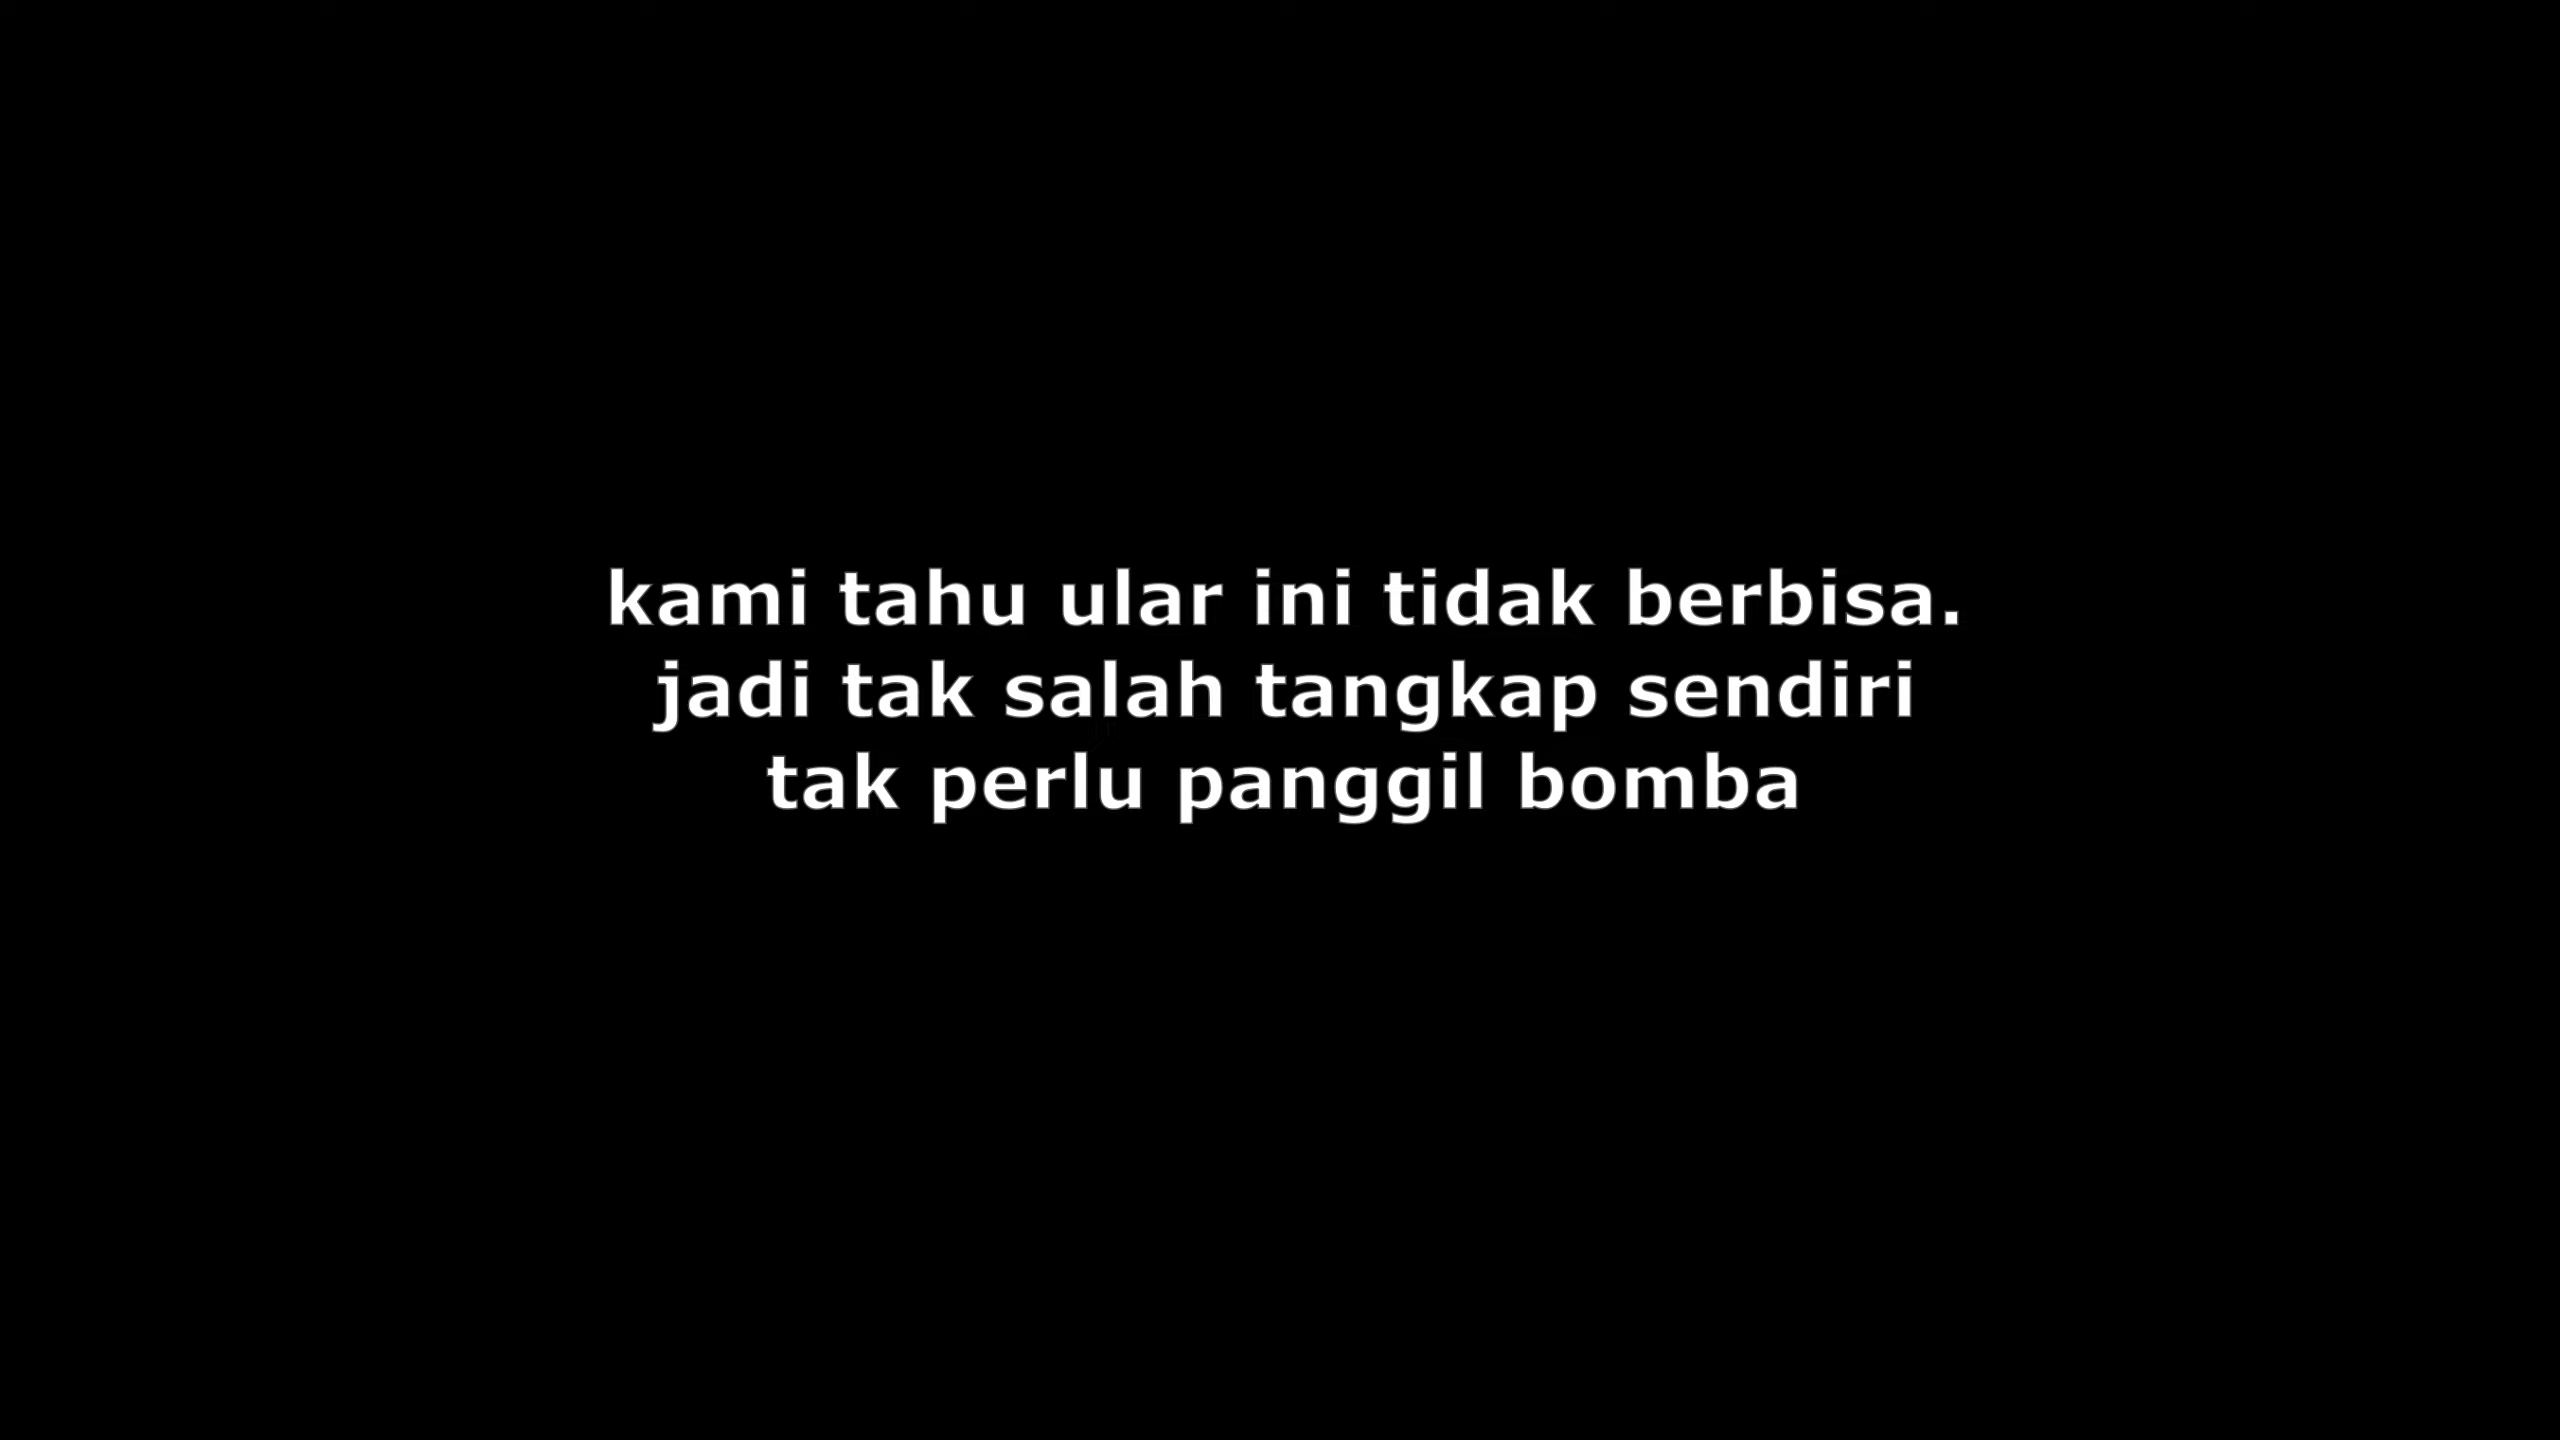 kami tahu ular ini tidak berbisa.
jadi tak salah tangkap sendiri
tak perlu panggil bomba